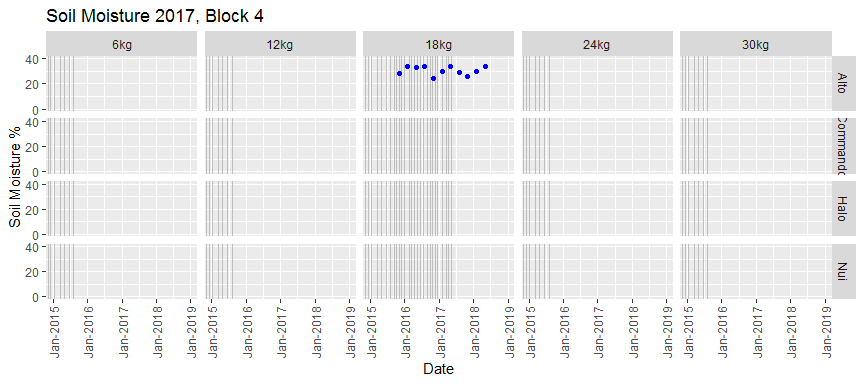 Soil Moisture 2017, Block 4
6kg 12kg 18kg 24kg 30kg
40
20
0
Alto
40
20
0
Commando
40
20
0
Halo
40
20
0
Nui
Soil Moisture %
Jan-2015 Jan-2016 Jan-2017 Jan-2018 Jan-2019 Jan-2015 Jan-2016 Jan-2017 Jan-2018 Jan-2019 Jan-2015 Jan-2016 Jan-2017 Jan-2018 Jan-2019 Jan-2015 Jan-2016 Jan-2017 Jan-2018 Jan-2019 Jan-2015 Jan-2016 Jan-2017 Jan-2018 Jan-2019
Date